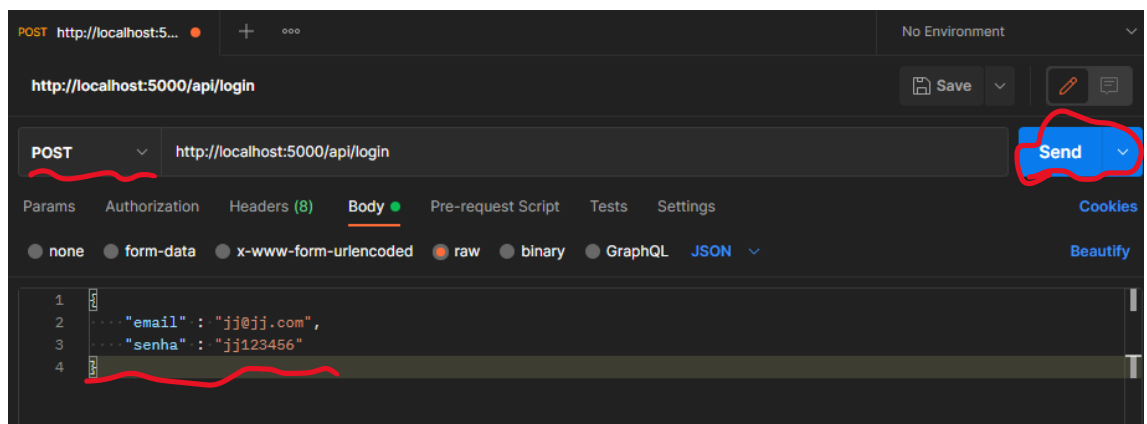 POST http://localhost:5... + ooo No Environment
http://localhost:5000/api/login Save
POST http://localhost:5000/api/login Send
Params Authorization Headers (8) Body Pre-request Script Tests Settings Cookies
none form-data x-www-form-urlencoded raw binary GraphQL JSON Beautify
1 {
2 "email" : "jj@jj.com",
3 "senha" : "jj123456"
4 }